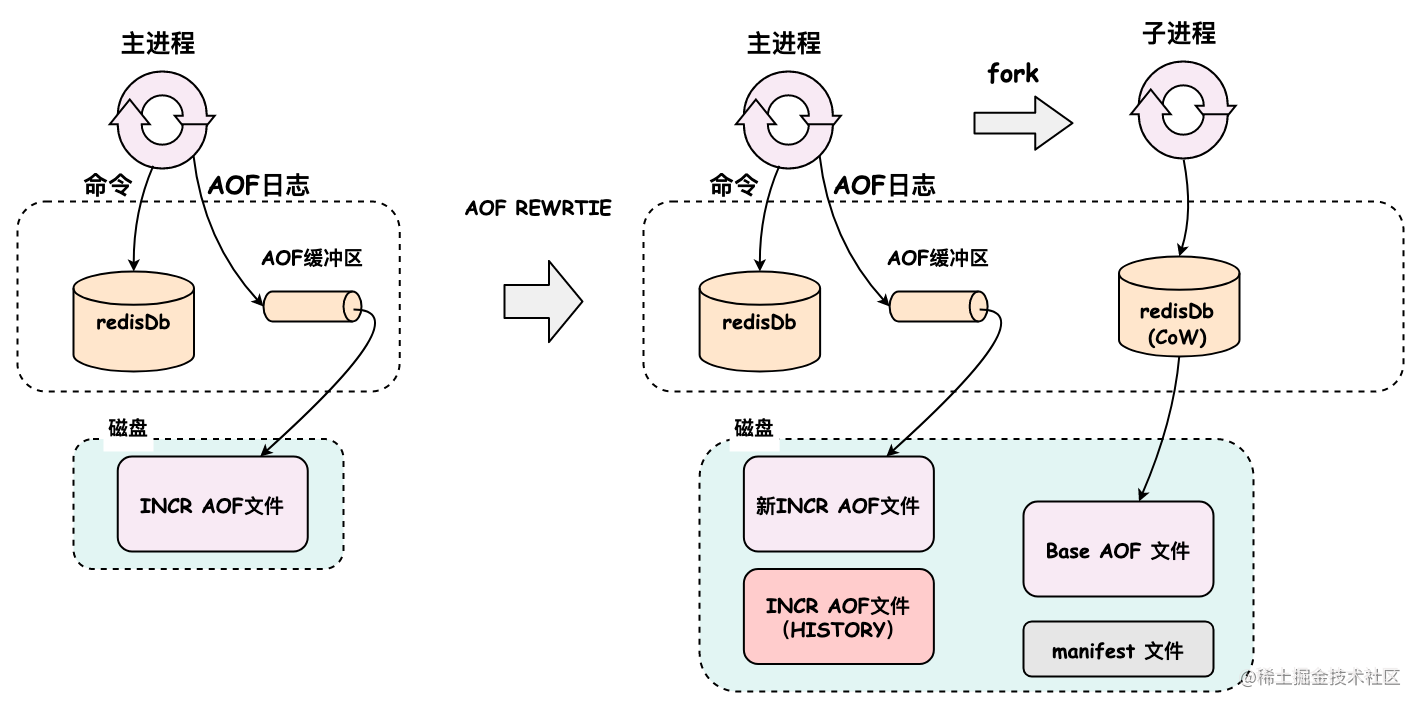 主进程
命令
AOF日志
AOF缓冲区
redisDb
磁盘
INCR AOF文件
AOF REWRTIE
主进程
fork
子进程
命令
AOF日志
AOF缓冲区
redisDb
redisDb
(CoW)
磁盘
新INCR AOF文件
INCR AOF文件
(HISTORY)
Base AOF 文件
manifest 文件
@稀土掘金技术社区